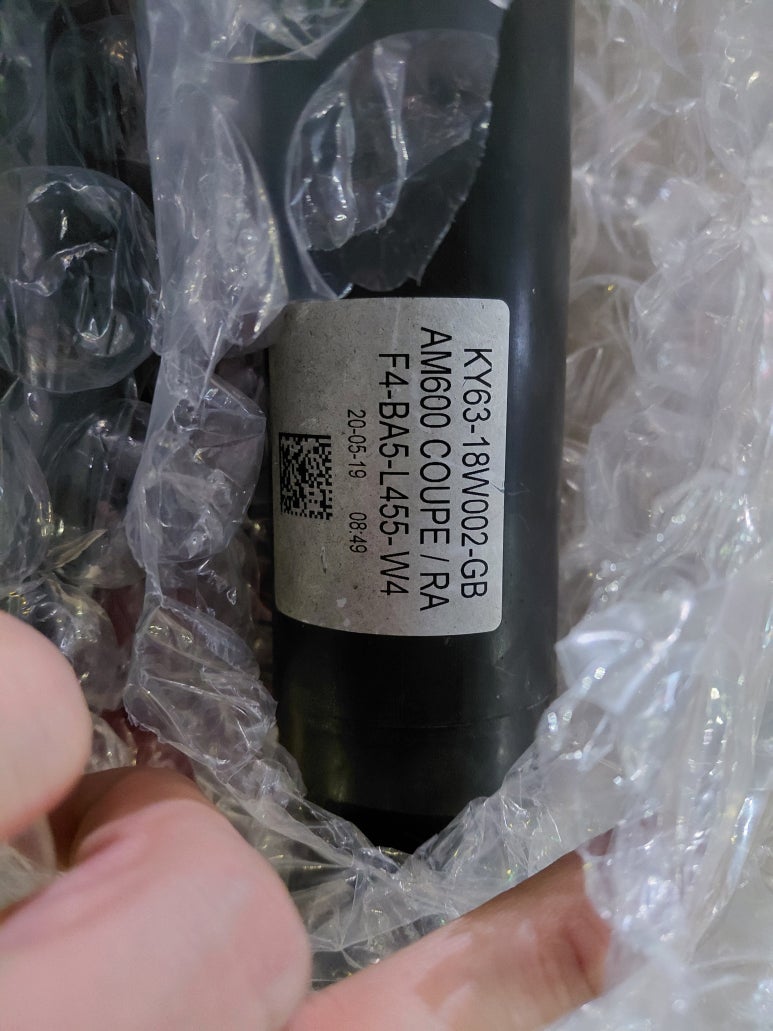 KY63-18W002-GB
AM600 COUPE / RA
F4-BA5-L455-W4
20-05-19 08:49